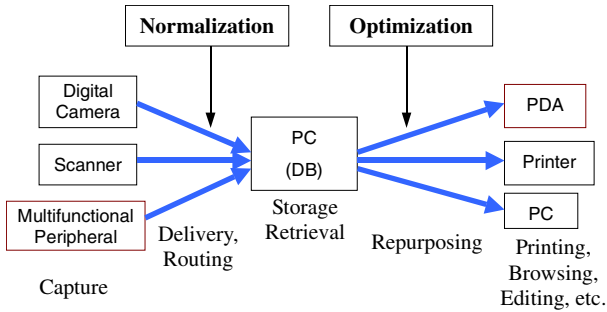 Normalization
Optimization
Digital
Camera
Scanner
Multifunctional
Peripheral
PC
(DB)
PDA
Printer
PC
Storage
Retrieval
Delivery,
Routing
Repurposing
Printing,
Browsing,
Editing, etc.
Capture